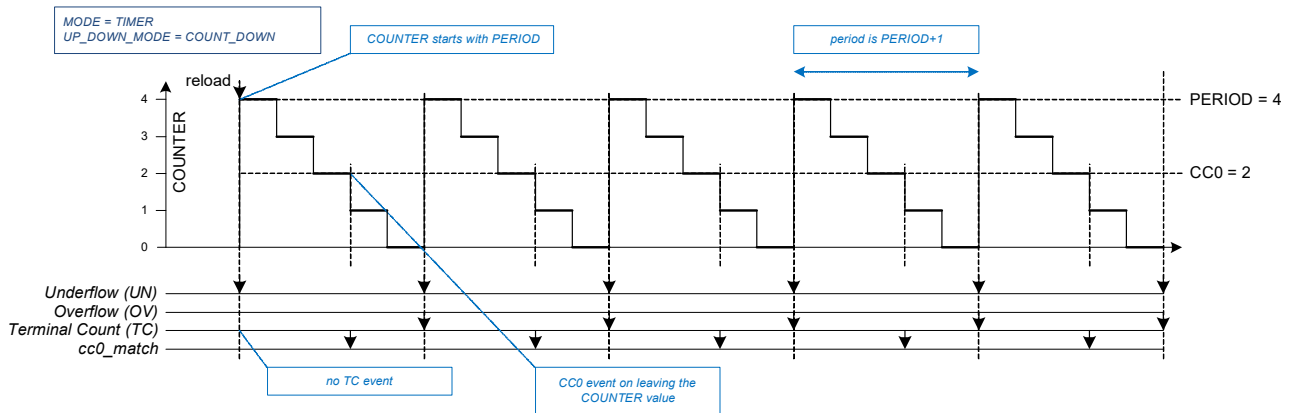 MODE = TIMER
UP_DOWN_MODE = COUNT_DOWN
COUNTER starts with PERIOD
period is PERIOD+1
reload
4
PERIOD = 4
3
COUNTER
2
CC0 = 2
1
0
Underflow (UN)
Overflow (OV)
Terminal Count (TC)
cc0_match
no TC event
CC0 event on leaving the
COUNTER value